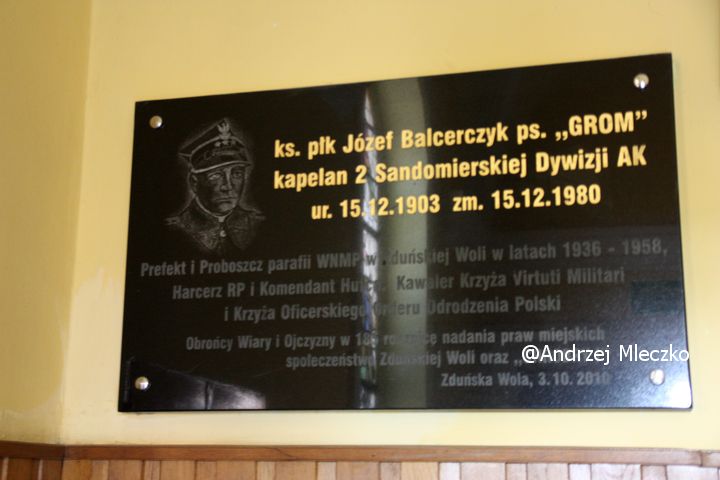 ks. płk Józef Balcerczyk ps. „GROM”
kapelan 2 Sandomierskiej Dywizji AK
ur. 15.12.1903 zm. 15.12.1980
Prefekt i Proboszcz parafii WNMP w Zduńskiej Woli w latach 1936 - 1958,
Harcerz RP i Komendant Kawaler Krzyża Virtuti Militari
i Krzyża Oficerskiego Orderu Odrodzenia Polski
Obrońcy Wiary i Ojczyzny w rocznicę nadania praw miejskich
społeczeństwo Zduńskiej Woli oraz
@Andrzej Mleczko
Zduńska Wola, 3.10. 2010